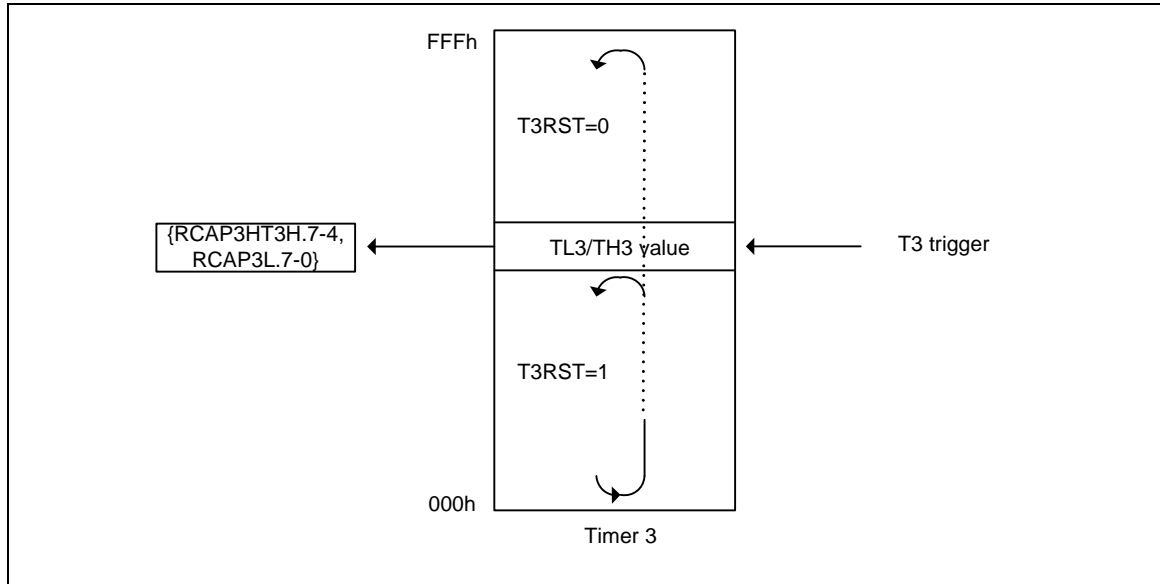 FFFh
T3RST=0
{RCAP3HT3H.7-4,
RCAP3L.7-0}
TL3/TH3 value
T3 trigger
T3RST=1
000h
Timer 3